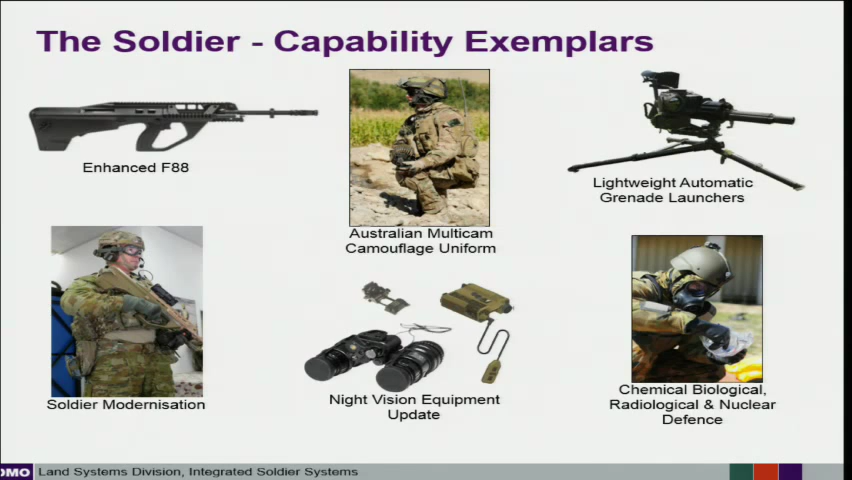 The Soldier - Capability Exemplars
Enhanced F88
Australian Multicam
Camouflage Uniform
Lightweight Automatic
Grenade Launchers
Soldier Modernisation
Night Vision Equipment
Update
Chemical Biological,
Radiological & Nuclear
Defence
DMO Land Systems Division, Integrated Soldier Systems